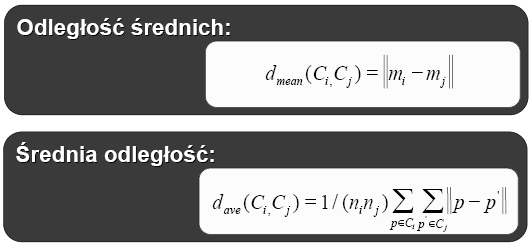 Odległość średnich:
d_mean(C_i, C_j) = ‖m_i − m_j‖
Średnia odległość:
d_ave(C_i, C_j) = 1/(n_i n_j) ∑_{p∈C_i} ∑_{p'∈C_j} ‖p − p'‖